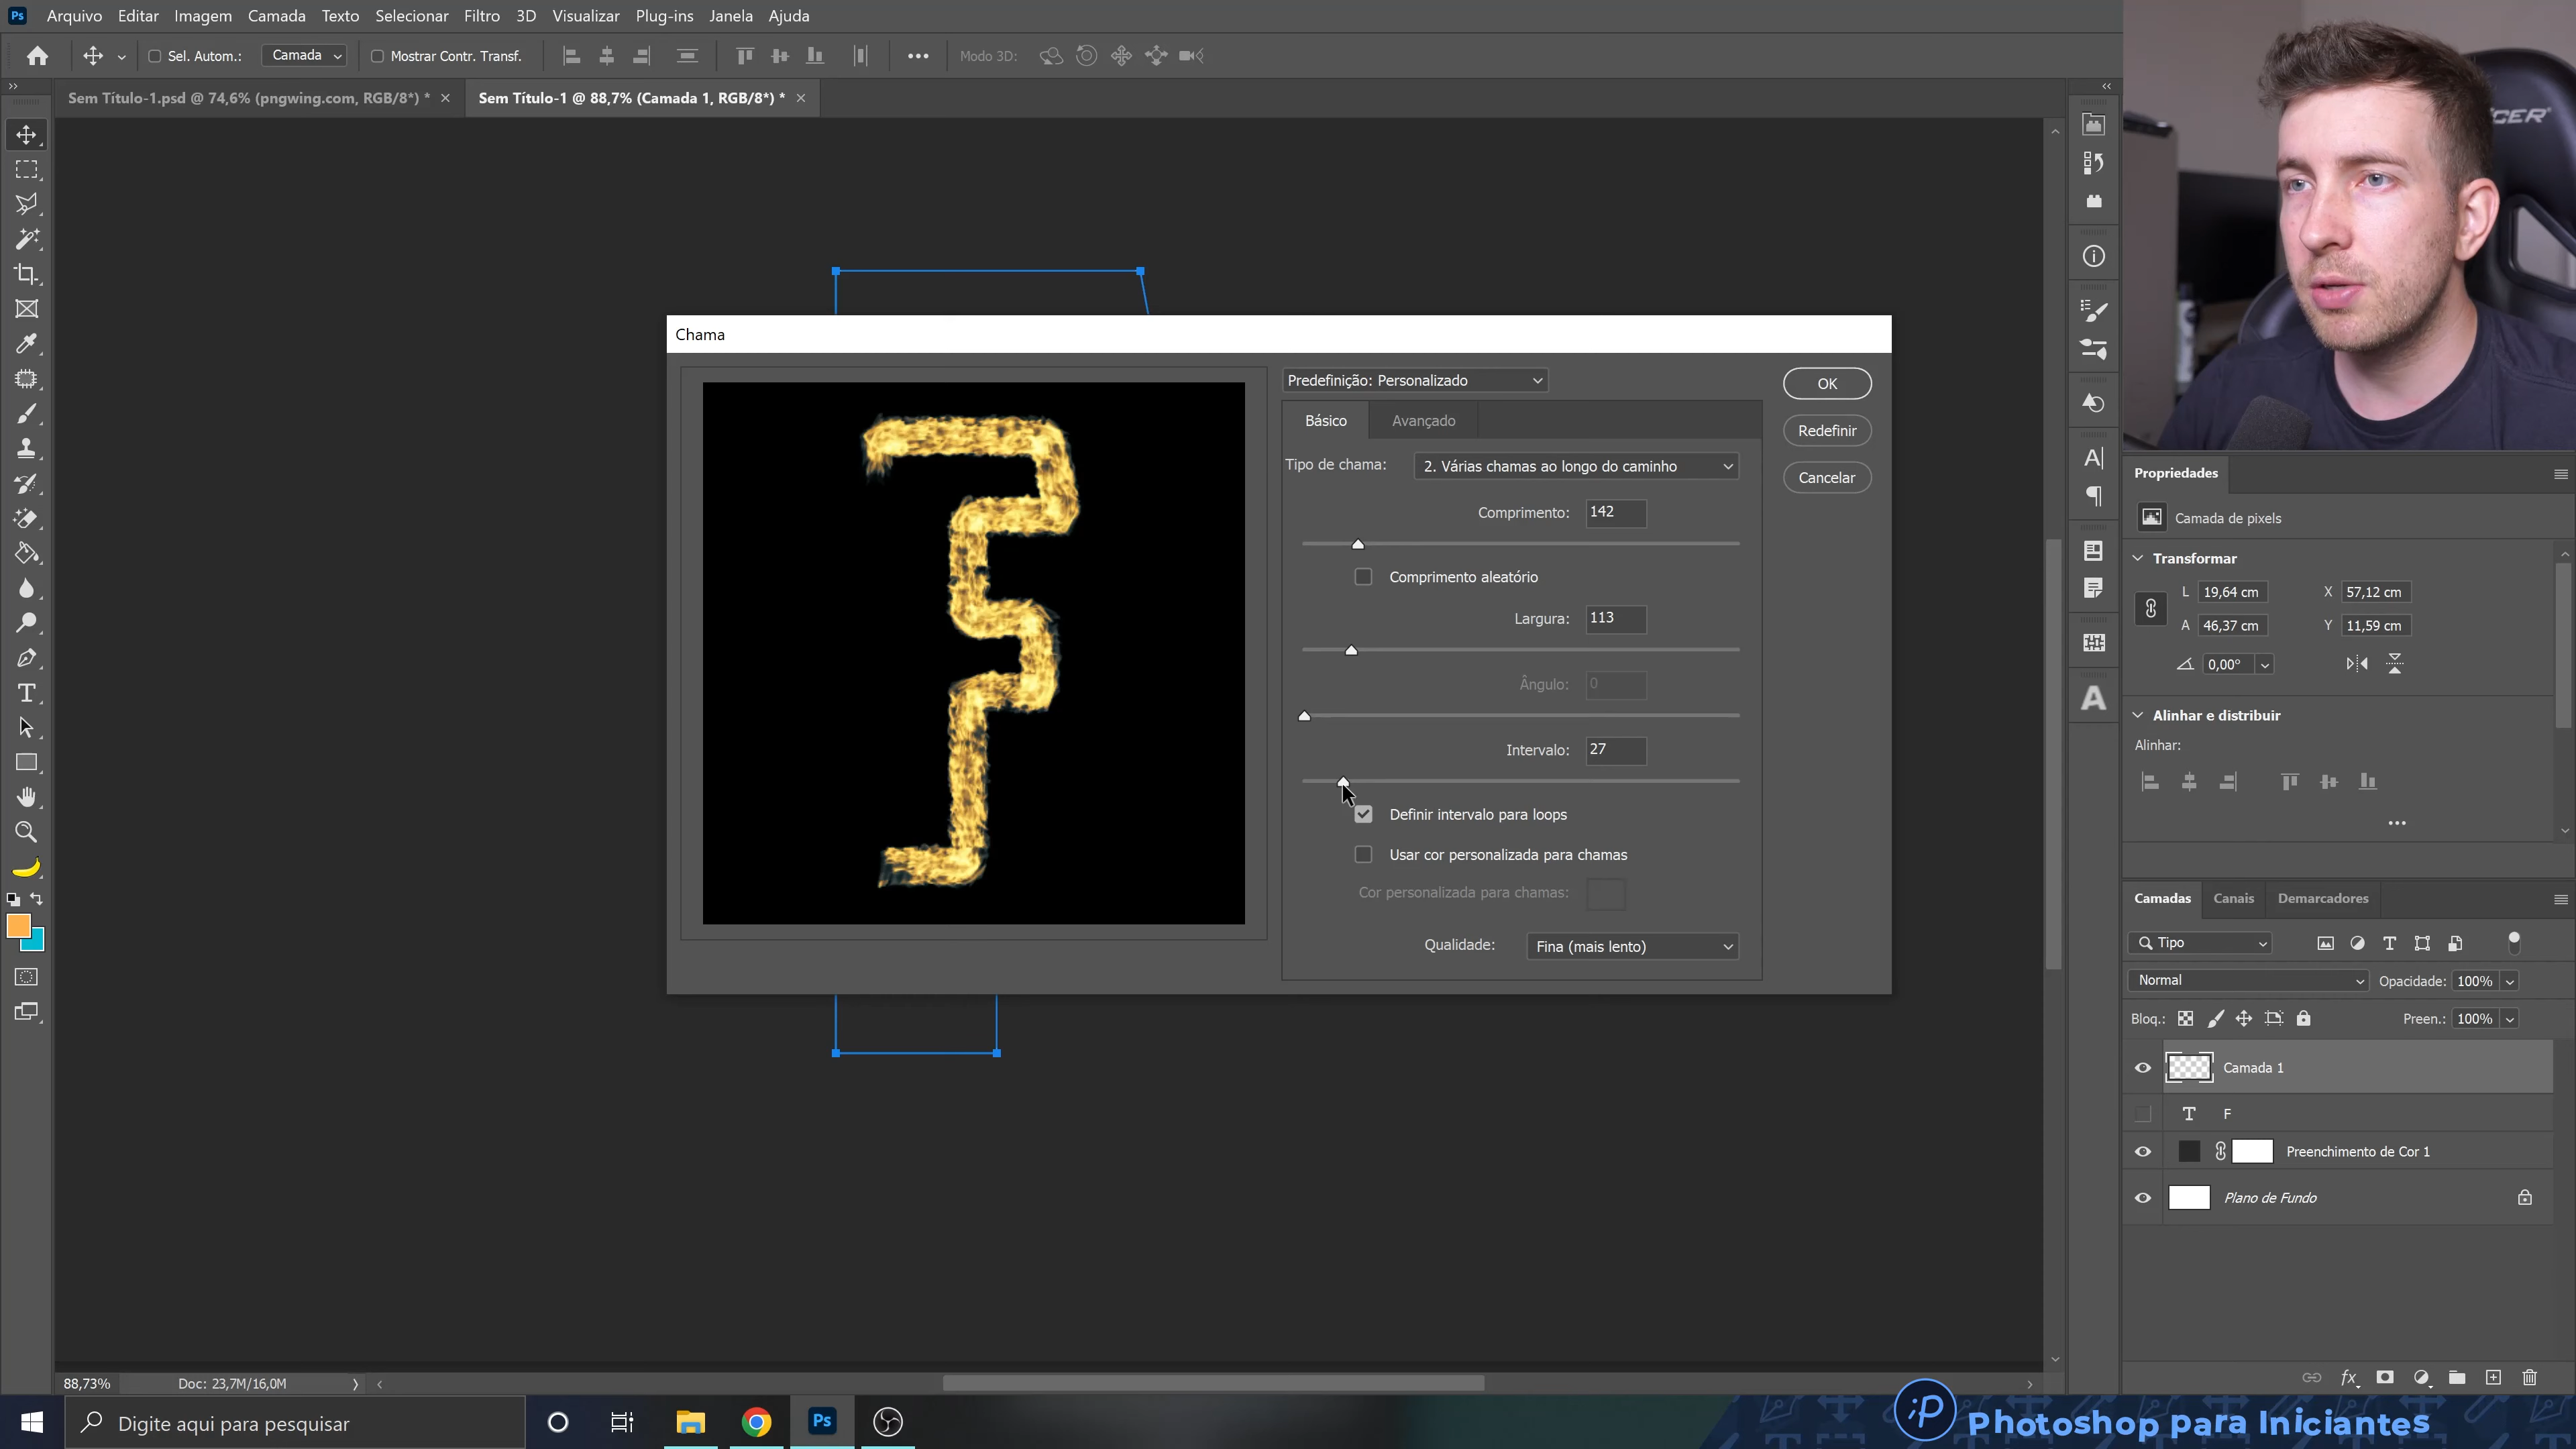 Ps Arquivo Editar Imagem Camada Texto Selecionar Filtro 3D Visualizar Plug-ins Janela Ajuda
Sel. Autom.: Camada Mostrar Contr. Transf. Modo 3D:
Sem Título-1.psd @ 74,6% (pngwing.com, RGB/8*) * × Sem Título-1 @ 88,7% (Camada 1, RGB/8*) * ×
Chama
Predefinição: Personalizado
OK
Básico Avançado
Redefinir
Tipo de chama: 2. Várias chamas ao longo do caminho
Cancelar
Comprimento: 142
Comprimento aleatório
Largura: 113
Ângulo: 0
Intervalo: 27
Definir intervalo para loops
Usar cor personalizada para chamas
Cor personalizada para chamas:
Qualidade: Fina (mais lento)
Propriedades
Camada de pixels
Transformar
L 19,64 cm X 57,12 cm
A 46,37 cm Y 11,59 cm
0,00°
Alinhar e distribuir
Alinhar:
Camadas Canais Demarcadores
Tipo
Normal Opacidade: 100%
Bloq.: Preen.: 100%
Camada 1
T F
Preenchimento de Cor 1
Plano de Fundo
88,73% Doc: 23,7M/16,0M
Digite aqui para pesquisar
Ps
iP Photoshop para Iniciantes